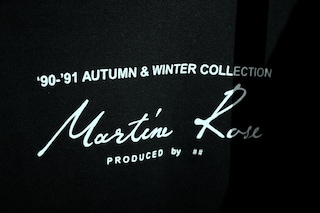 '90-'91 AUTUMN & WINTER COLLECTION
Martine Rose
PRODUCED by ##